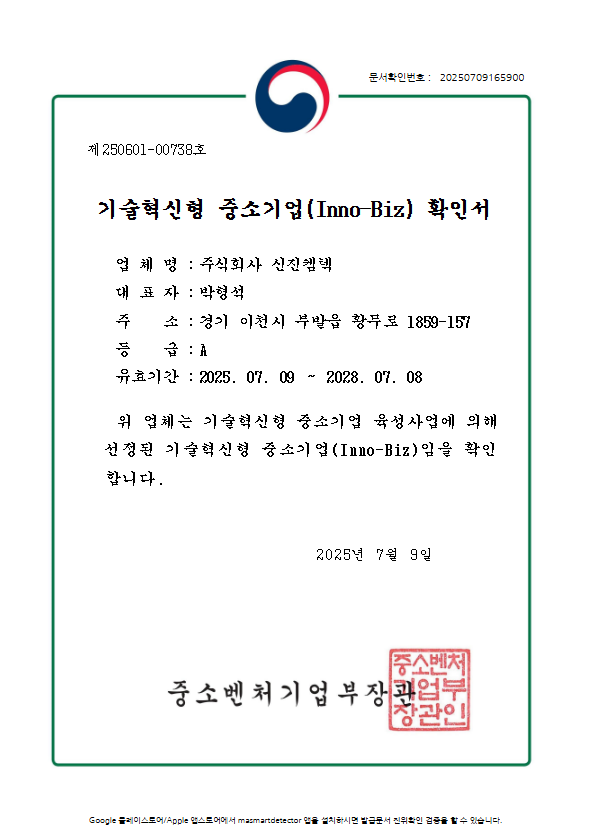 문서확인번호 : 20250709165900
제250601-00738호
기술혁신형 중소기업(Inno-Biz) 확인서
업 체 명 : 주식회사 신진켐텍
대 표 자 : 박형석
주 소 : 경기 이천시 부발읍 황무로 1859-157
등 급 : A
유효기간 : 2025. 07. 09 ~ 2028. 07. 08
위 업체는 기술혁신형 중소기업 육성사업에 의해
선정된 기술혁신형 중소기업(Inno-Biz)임을 확인
합니다.
2025년 7월 9일
중소벤처기업부장관
중소벤처
기업부
장관인
Google 플레이스토어/Apple 앱스토어에서 masmartdetector 앱을 설치하시면 발급문서 진위확인 검증을 할 수 있습니다.